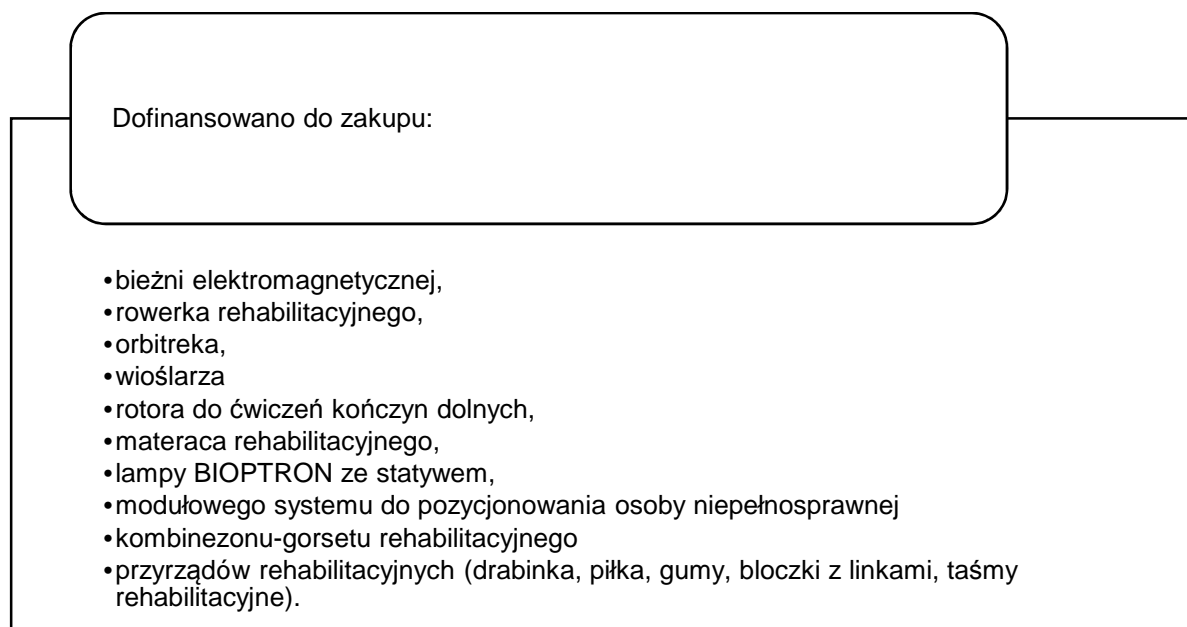 Dofinansowano do zakupu:
•bieżni elektromagnetycznej,
•rowerka rehabilitacyjnego,
•orbitreka,
•wioślarza
•rotora do ćwiczeń kończyn dolnych,
•materaca rehabilitacyjnego,
•lampy BIOPTRON ze statywem,
•modułowego systemu do pozycjonowania osoby niepełnosprawnej
•kombinezonu-gorsetu rehabilitacyjnego
•przyrządów rehabilitacyjnych (drabinka, piłka, gumy, bloczki z linkami, taśmy
rehabilitacyjne).